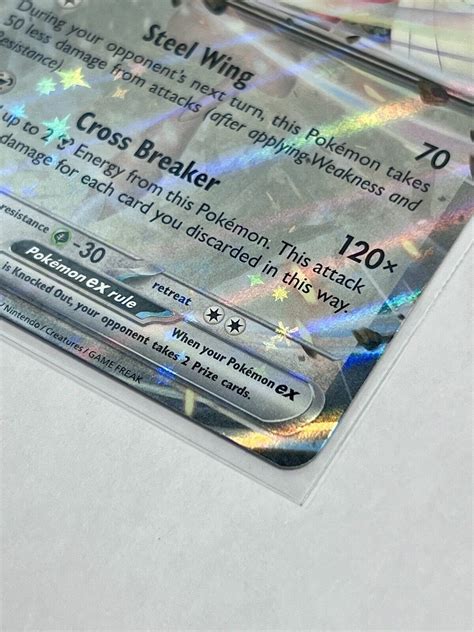 Steel Wing
70
During your opponent's next turn, this Pokémon takes
50 less damage from attacks (after applying Weakness and
Resistance)
Cross Breaker
120×
up to 2 Energy from this Pokémon. This attack
damage for each card you discarded in this way.
resistance -30
retreat
Pokémon ex rule
When your Pokémon ex
is Knocked Out, your opponent takes 2 Prize cards.
/ Nintendo / Creatures / GAME FREAK